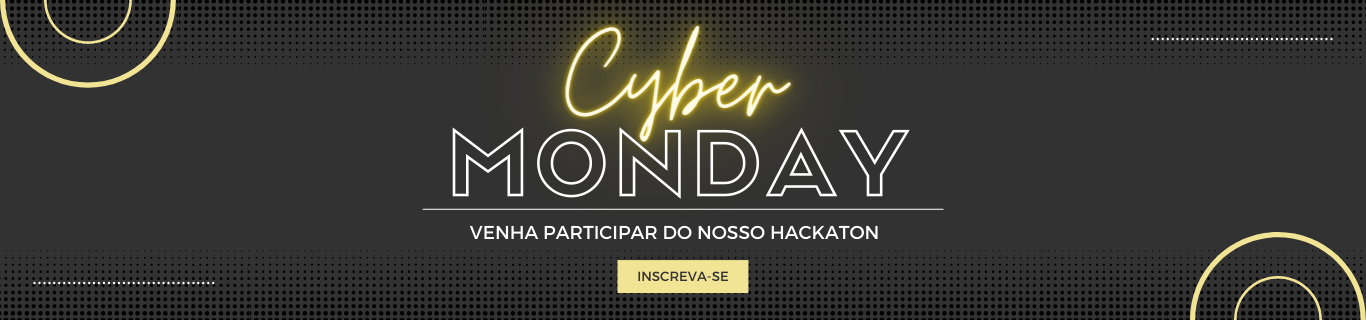 Cyber
MONDAY
VENHA PARTICIPAR DO NOSSO HACKATON
INSCREVA-SE